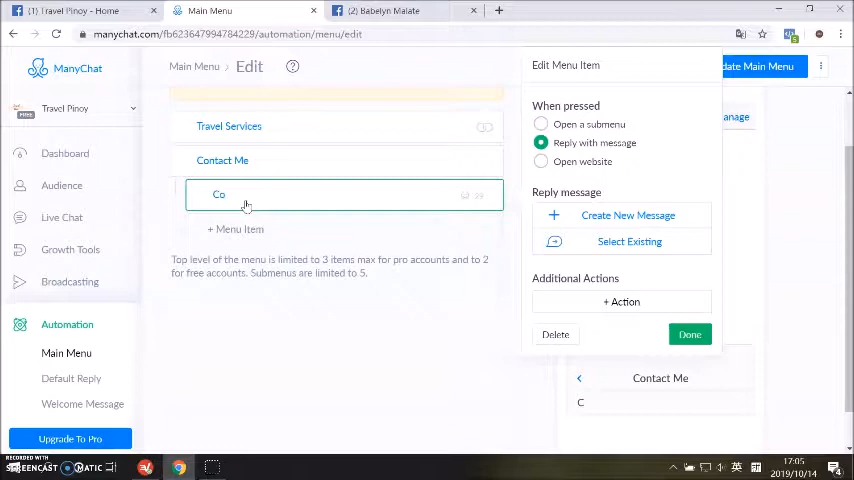 (1) Travel Pinoy - Home
Main Menu
(2) Babelyn Malate
manychat.com/fb623647994784229/automation/menu/edit
5
ManyChat
Travel Pinoy
FREE
Dashboard
Audience
Live Chat
Growth Tools
Broadcasting
Automation
Main Menu
Default Reply
Welcome Message
Upgrade To Pro
Main Menu
Edit
Travel Services
Contact Me
Co
29
+ Menu Item
Top level of the menu is limited to 3 items max for pro accounts and to 2
for free accounts. Submenus are limited to 5.
Edit Menu Item
When pressed
Open a submenu
Reply with message
Open website
Reply message
+ Create New Message
Select Existing
Additional Actions
+ Action
Delete
Done
date Main Menu
anage
Contact Me
C
RECORDED WITH
SCREENCAST MATIC
英
17:05
2019/10/14
4